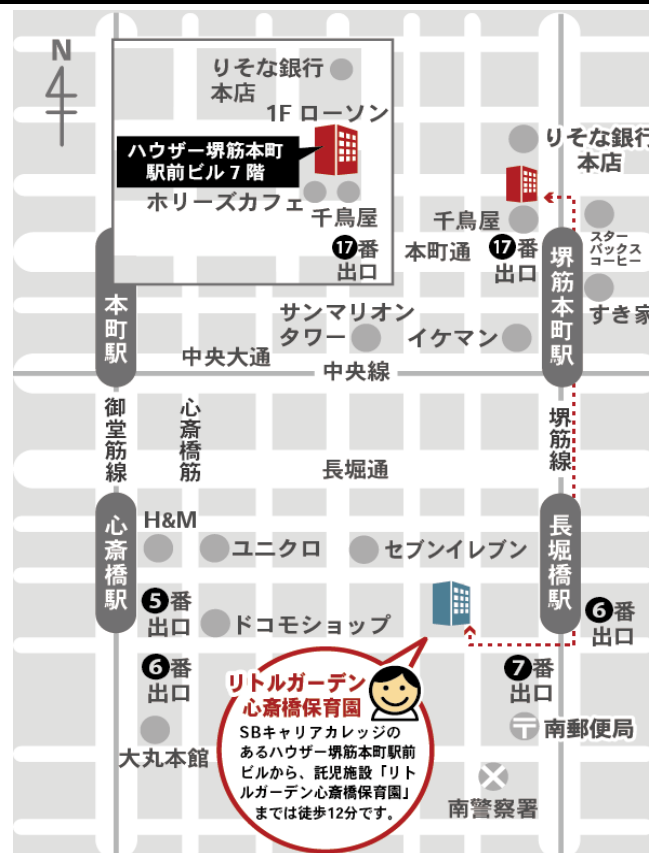 N
りそな銀行
本店
1F ローソン
ハウザー堺筋本町
駅前ビル7階
ホリーズカフェ
千鳥屋
17番
出口
りそな銀行
本店
千鳥屋
本町通
17番
出口
スター
バックス
コーヒー
すき家
本町駅
堺筋本町駅
サンマリオン
タワー
イケマン
中央大通
中央線
御堂筋線
心斎橋筋
堺筋線
長堀通
心斎橋駅
長堀橋駅
H&M
ユニクロ
セブンイレブン
5番
出口
ドコモショップ
6番
出口
6番
出口
7番
出口
大丸本館
リトルガーデン
心斎橋保育園
SBキャリアカレッジの
あるハウザー堺筋本町駅前
ビルから、託児施設「リト
ルガーデン心斎橋保育園」
までは徒歩12分です。
〒南郵便局
南警察署